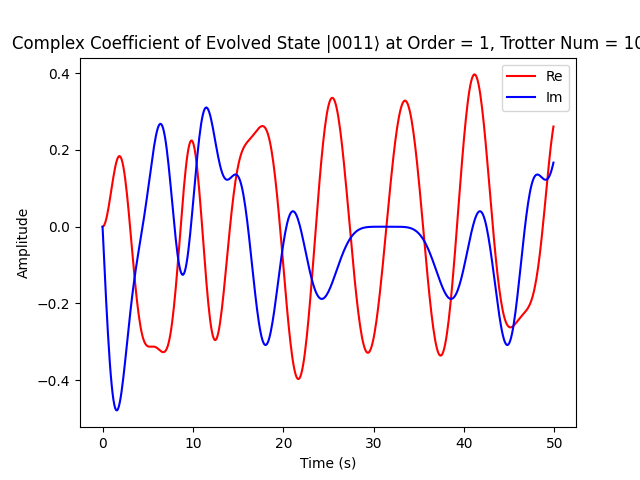 Complex Coefficient of Evolved State |0011⟩ at Order = 1, Trotter Num = 10
Re
Im
Amplitude
0.4
0.2
0.0
−0.2
−0.4
0 10 20 30 40 50
Time (s)